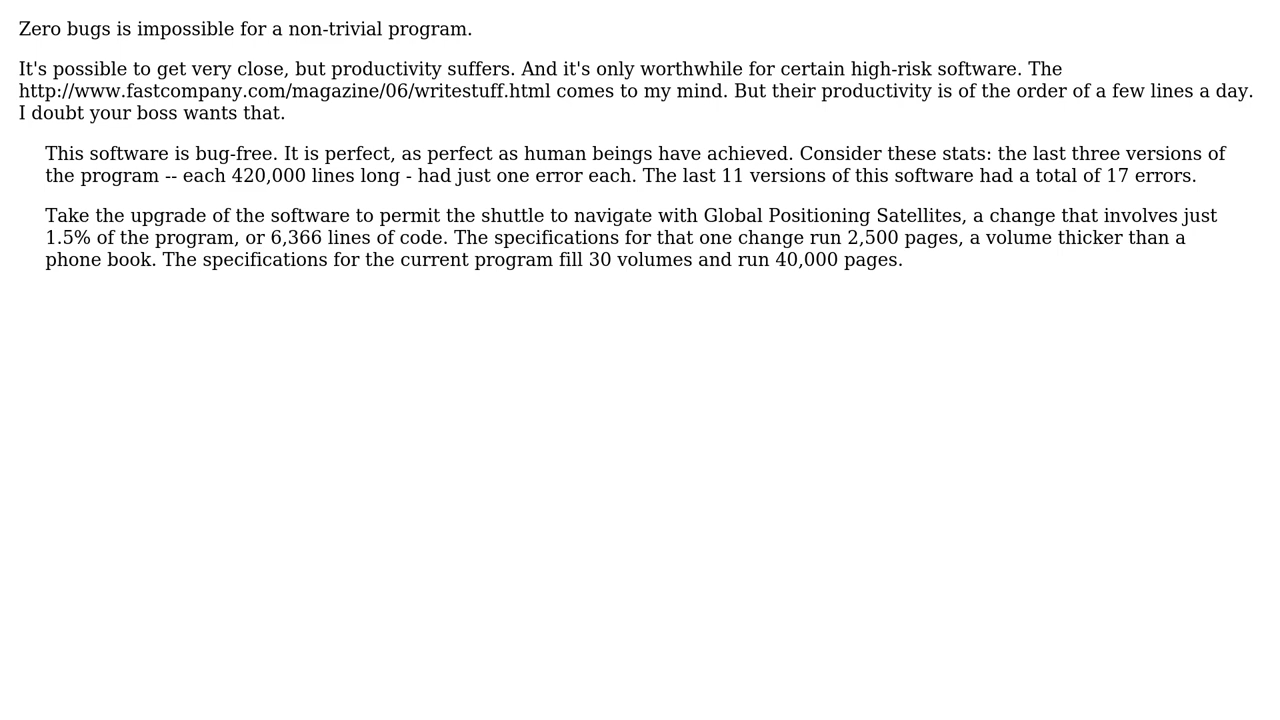 Zero bugs is impossible for a non-trivial program.
It's possible to get very close, but productivity suffers. And it's only worthwhile for certain high-risk software. The
http://www.fastcompany.com/magazine/06/writestuff.html comes to my mind. But their productivity is of the order of a few lines a day.
I doubt your boss wants that.
This software is bug-free. It is perfect, as perfect as human beings have achieved. Consider these stats: the last three versions of
the program -- each 420,000 lines long - had just one error each. The last 11 versions of this software had a total of 17 errors.
Take the upgrade of the software to permit the shuttle to navigate with Global Positioning Satellites, a change that involves just
1.5% of the program, or 6,366 lines of code. The specifications for that one change run 2,500 pages, a volume thicker than a
phone book. The specifications for the current program fill 30 volumes and run 40,000 pages.